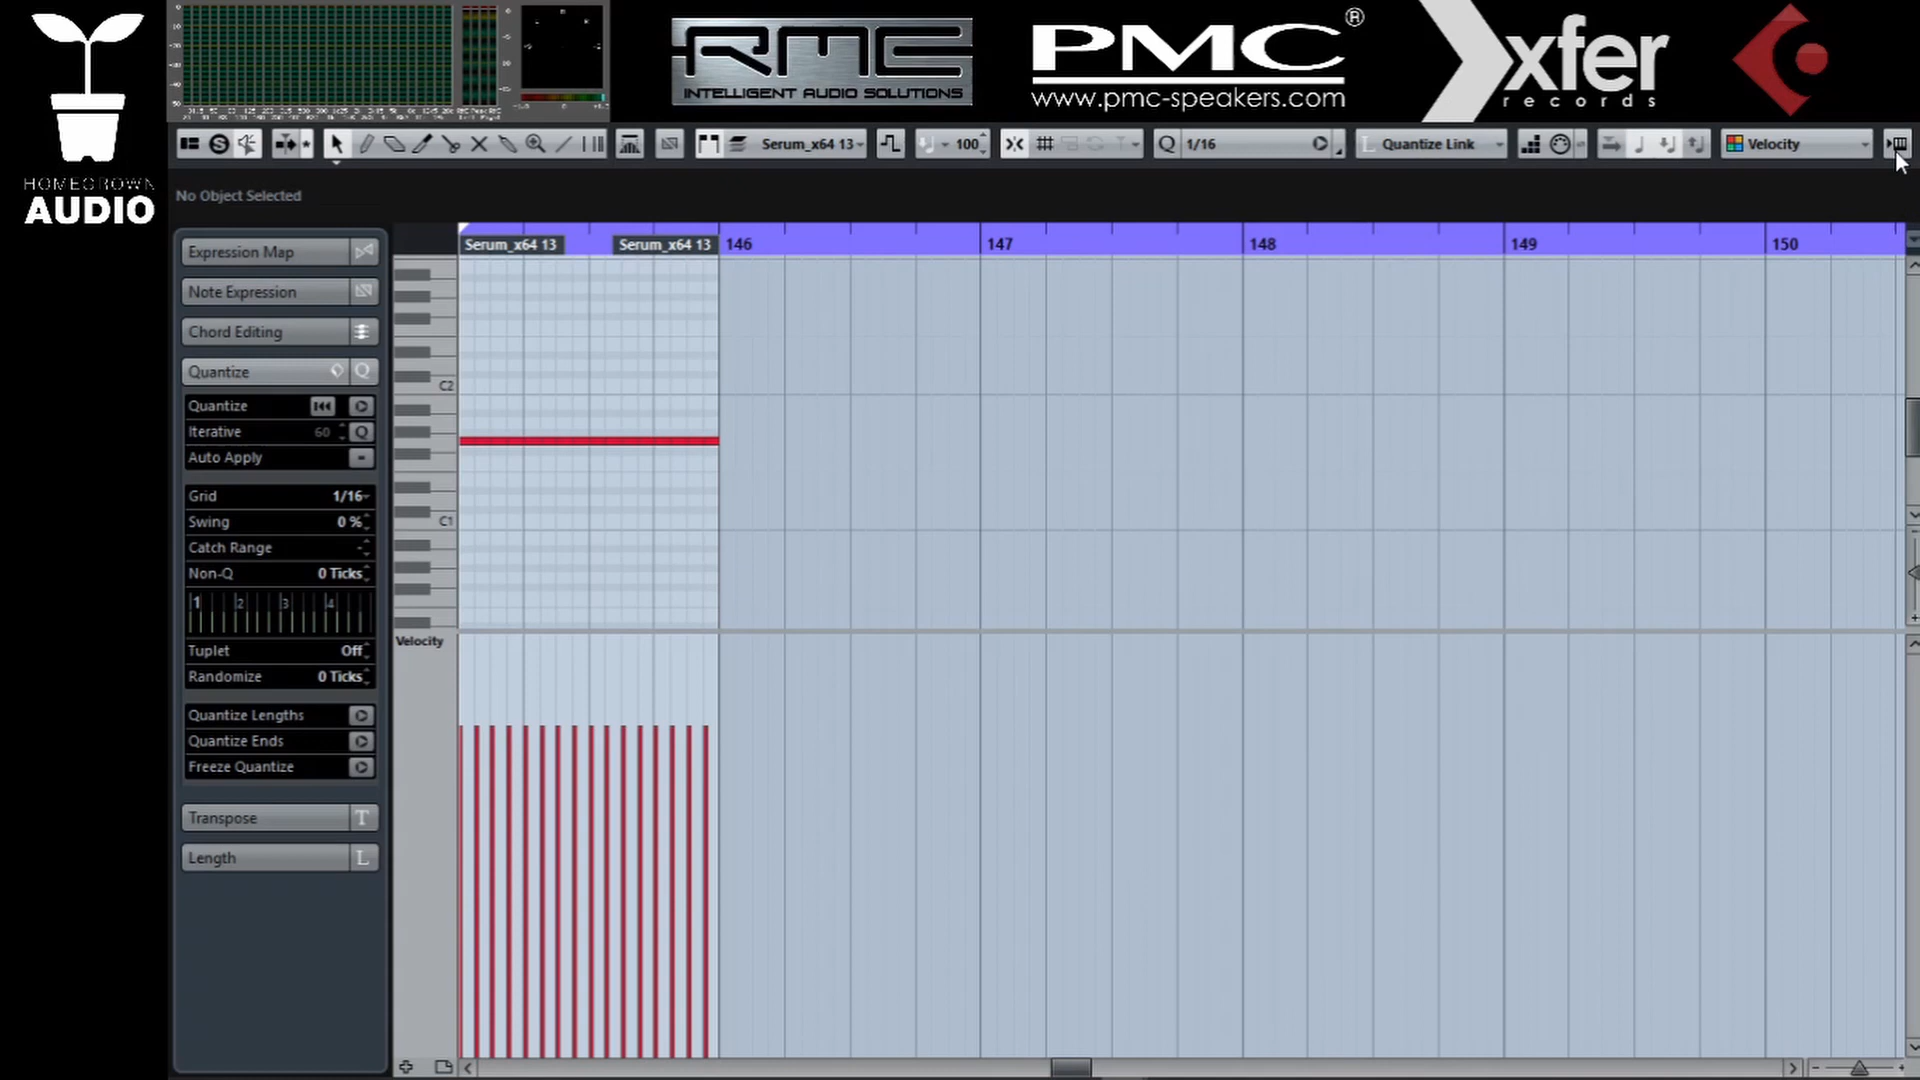 HOMEGROWN
AUDIO
RME
INTELLIGENT AUDIO SOLUTIONS
PMC®
www.pmc-speakers.com
xfer
records
Serum_x64 13
100
Q 1/16
L Quantize Link
Velocity
No Object Selected
Expression Map
Note Expression
Chord Editing
Quantize Q
Quantize
Iterative 60 Q
Auto Apply
Grid 1/16
Swing 0 %
Catch Range -
Non-Q 0 Ticks
1 2 3 4
Tuplet Off
Randomize 0 Ticks
Quantize Lengths
Quantize Ends
Freeze Quantize
Transpose T
Length L
Serum_x64 13 Serum_x64 13 146 147 148 149 150
C2
C1
Velocity